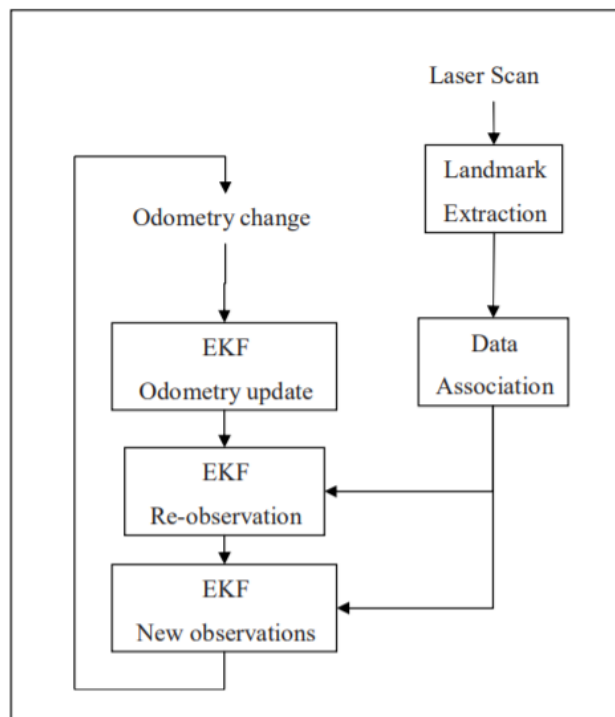 Laser Scan
Landmark
Extraction
Odometry change
EKF
Odometry update
Data
Association
EKF
Re-observation
EKF
New observations